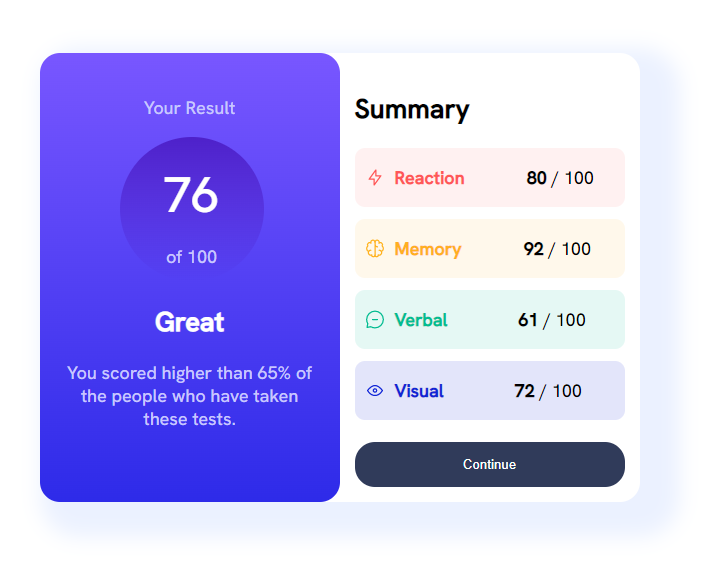 Your Result
76
of 100
Great
You scored higher than 65% of
the people who have taken
these tests.
Summary
Reaction 80 / 100
Memory 92 / 100
Verbal 61 / 100
Visual 72 / 100
Continue